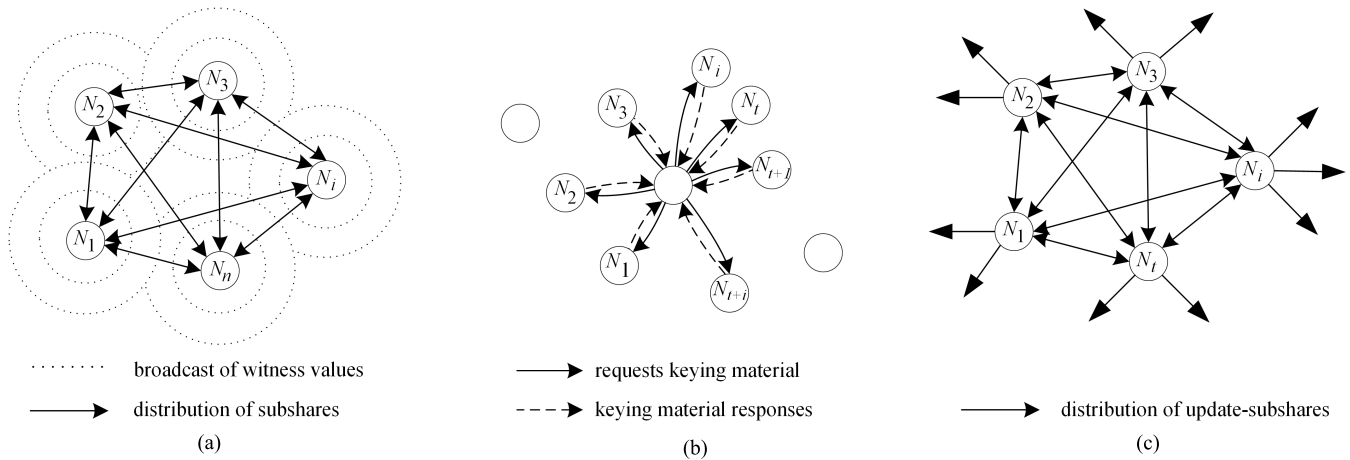 N₃
N₂
Nᵢ
N₁
Nₙ
broadcast of witness values
distribution of subshares
(a)
Nᵢ
N₃
Nₜ
Nₜ₊₁
N₂
N₁
Nₜ₊ᵢ
requests keying material
keying material responses
(b)
N₃
N₂
Nᵢ
N₁
Nₜ
distribution of update-subshares
(c)